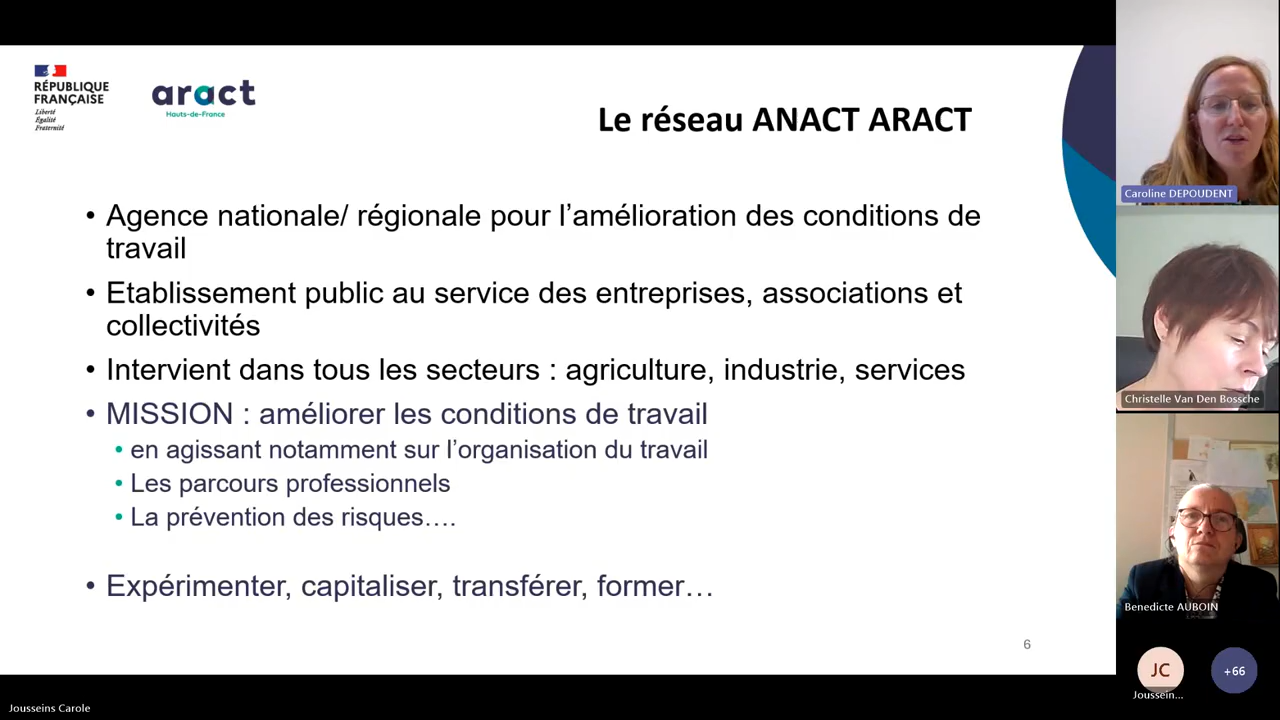 RÉPUBLIQUE
FRANÇAISE
Liberté
Égalité
Fraternité
aract
Hauts-de-France
Le réseau ANACT ARACT
• Agence nationale/ régionale pour l’amélioration des conditions de
travail
• Etablissement public au service des entreprises, associations et
collectivités
• Intervient dans tous les secteurs : agriculture, industrie, services
• MISSION : améliorer les conditions de travail
• en agissant notamment sur l’organisation du travail
• Les parcours professionnels
• La prévention des risques….
• Expérimenter, capitaliser, transférer, former…
6
Caroline DEPOUDENT
Christelle Van Den Bossche
Benedicte AUBOIN
JC
+66
Joussein...
Jousseins Carole